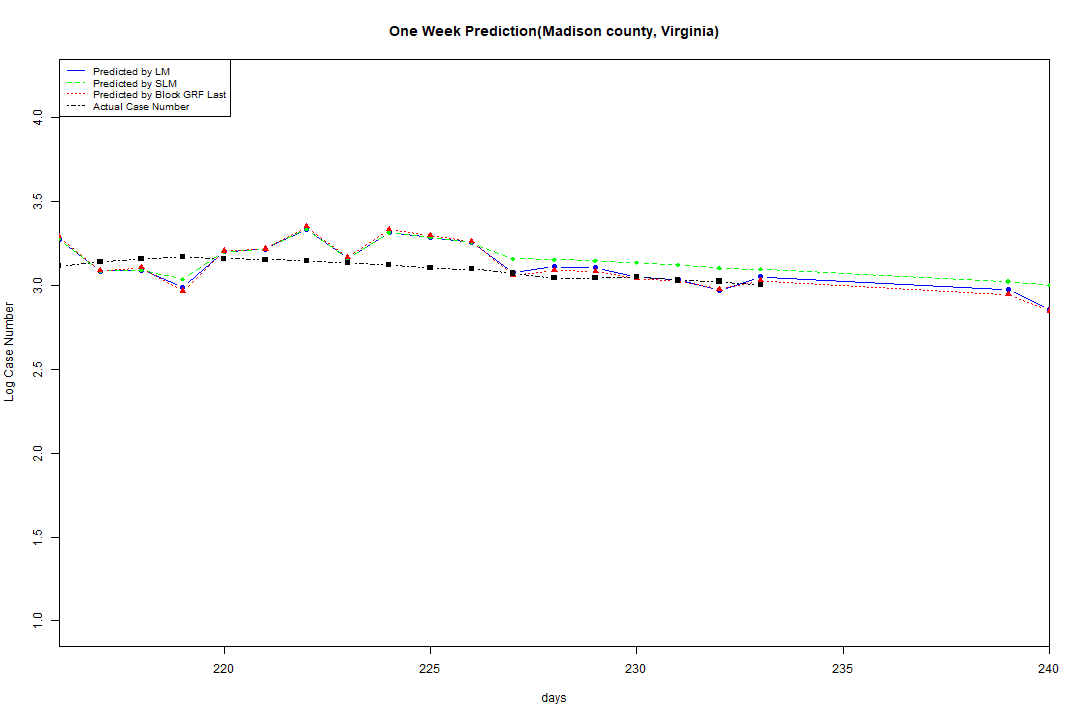 One Week Prediction(Madison county, Virginia)
Predicted by LM
Predicted by SLM
Predicted by Block GRF Last
Actual Case Number
4.0
3.5
3.0
2.5
2.0
1.5
1.0
Log Case Number
220 225 230 235 240
days